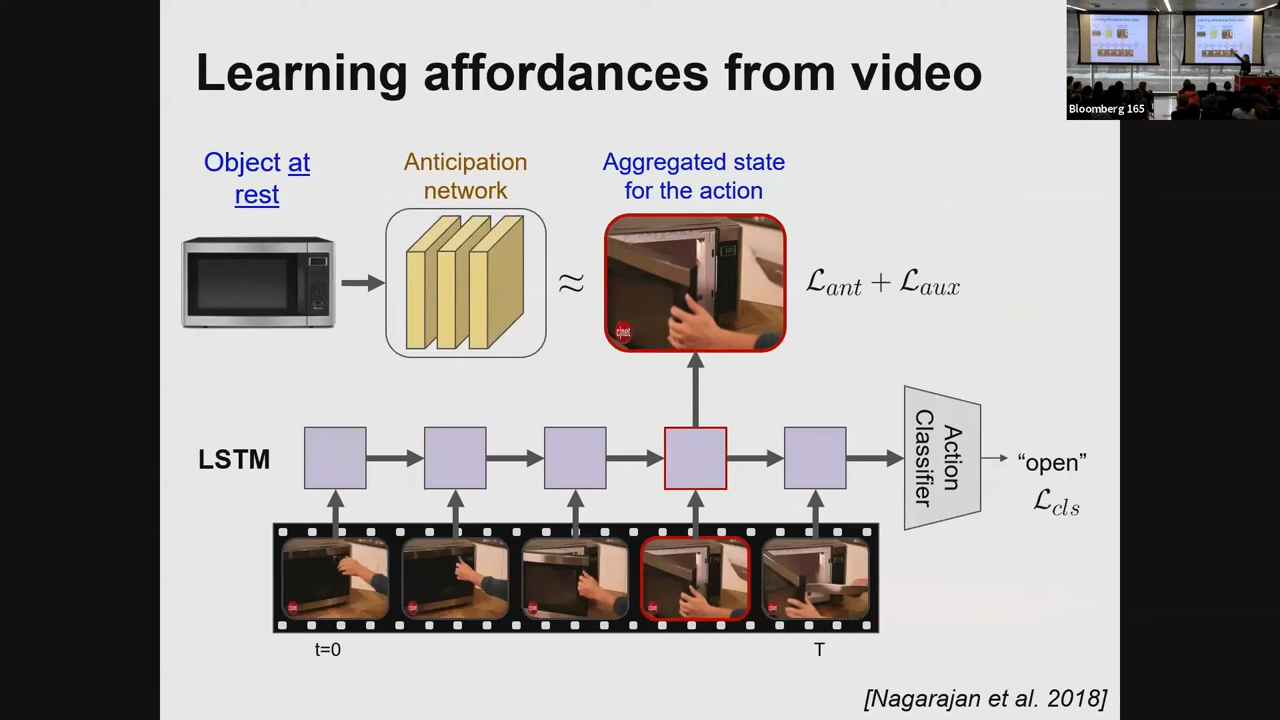 Learning affordances from video
Bloomberg 165
Object at
rest
Anticipation
network
Aggregated state
for the action
c|net
ℒant + ℒaux
LSTM
Action
Classifier
“open”
ℒcls
t=0
T
[Nagarajan et al. 2018]